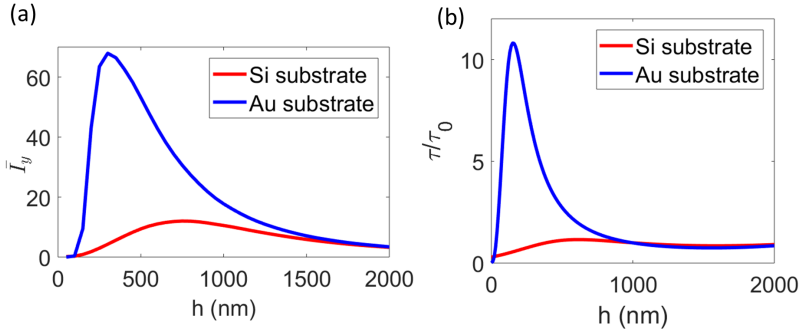 (a)
Si substrate
Au substrate
60
40
20
0
Ī_y
0 500 1000 1500 2000
h (nm)
(b)
Si substrate
Au substrate
10
5
0
τ/τ₀
0 1000 2000
h (nm)